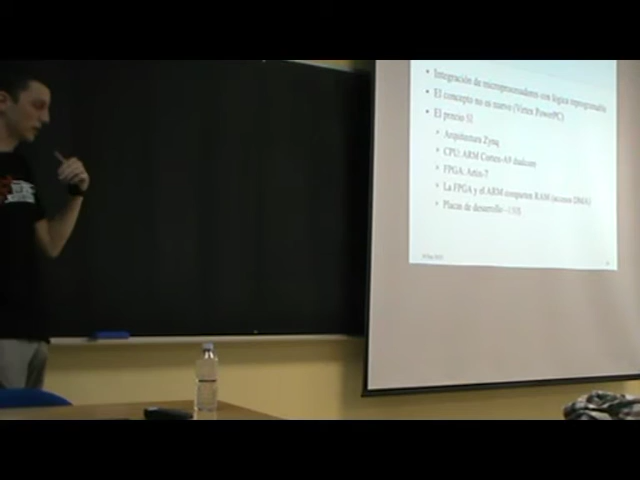 Integración de microprocesadores con lógica reprogramable
El concepto no es nuevo (Virtex PowerPC)
El precio SI
Arquitectura Zynq
CPU: ARM Cortex-A9 dualcore
FPGA: Artix-7
La FPGA y el ARM comparten RAM (accesos DMA)
Placas de desarrollo